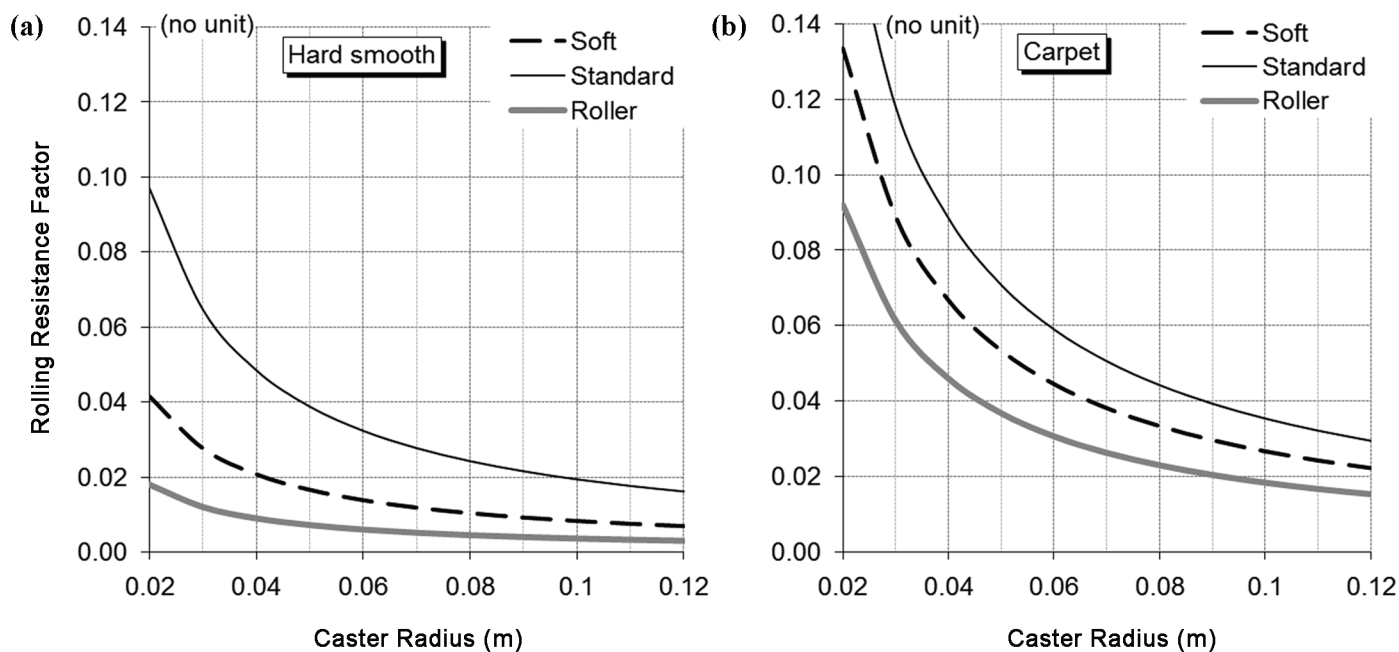 (a)
(no unit)
Hard smooth
Soft
Standard
Roller
0.14
0.12
0.10
0.08
0.06
0.04
0.02
0.00
Rolling Resistance Factor
0.02 0.04 0.06 0.08 0.1 0.12
Caster Radius (m)
(b)
(no unit)
Carpet
Soft
Standard
Roller
0.14
0.12
0.10
0.08
0.06
0.04
0.02
0.00
0.02 0.04 0.06 0.08 0.1 0.12
Caster Radius (m)